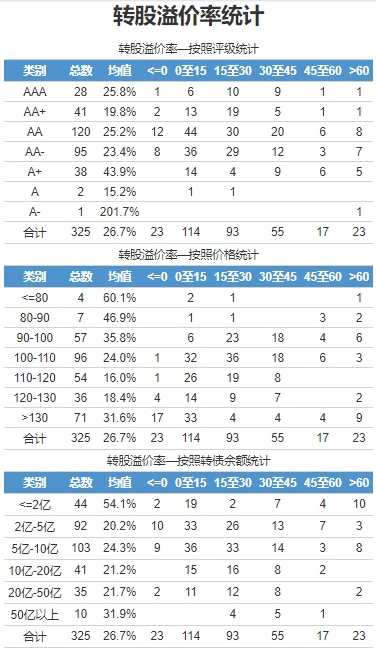 转股溢价率统计
转股溢价率—按照评级统计
类别 总数 均值 <=0 0至15 15至30 30至45 45至60 >60
AAA 28 25.8% 1 6 10 9 1 1
AA+ 41 19.8% 2 13 19 5 1 1
AA 120 25.2% 12 44 30 20 6 8
AA- 95 23.4% 8 36 29 12 3 7
A+ 38 43.9% 14 4 9 6 5
A 2 15.2% 1 1
A- 1 201.7% 1
合计 325 26.7% 23 114 93 55 17 23
转股溢价率—按照价格统计
类别 总数 均值 <=0 0至15 15至30 30至45 45至60 >60
<=80 4 60.1% 2 1 1
80-90 7 46.9% 1 1 3 2
90-100 57 35.8% 6 23 18 4 6
100-110 96 24.0% 1 32 36 18 6 3
110-120 54 16.0% 1 26 19 8
120-130 36 18.4% 4 14 9 7 2
>130 71 31.6% 17 33 4 4 4 9
合计 325 26.7% 23 114 93 55 17 23
转股溢价率—按照转债余额统计
类别 总数 均值 <=0 0至15 15至30 30至45 45至60 >60
<=2亿 44 54.1% 2 19 2 7 4 10
2亿-5亿 92 20.2% 10 33 26 13 7 3
5亿-10亿 103 24.3% 9 36 33 14 3 8
10亿-20亿 41 21.2% 15 16 8 2
20亿-50亿 35 21.7% 2 11 12 8 2
50亿以上 10 31.9% 4 5 1
合计 325 26.7% 23 114 93 55 17 23